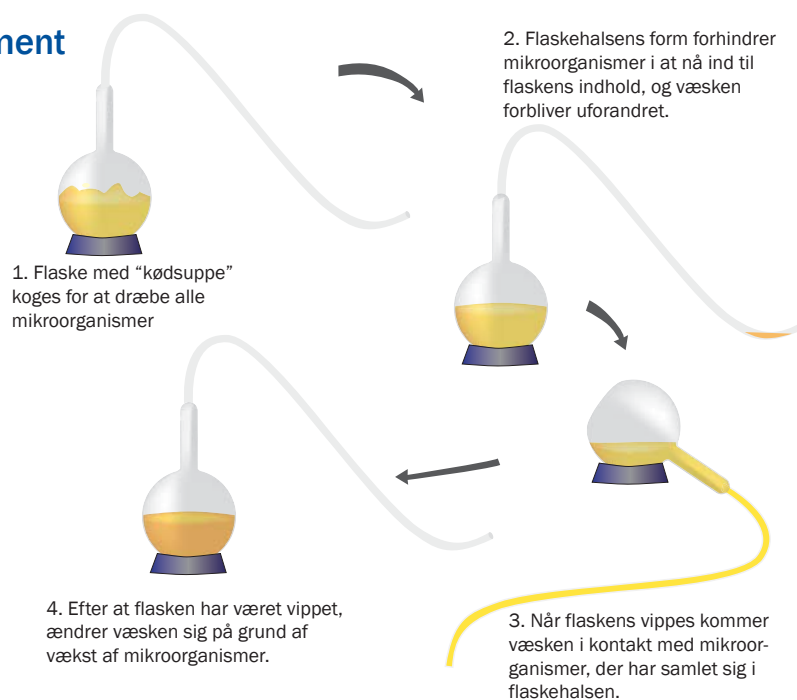 ment
1. Flaske med “kødsuppe”
koges for at dræbe alle
mikroorganismer
2. Flaskehalsens form forhindrer
mikroorganismer i at nå ind til
flaskens indhold, og væsken
forbliver uforandret.
3. Når flaskens vippes kommer
væsken i kontakt med mikroor-
ganismer, der har samlet sig i
flaskehalsen.
4. Efter at flasken har været vippet,
ændrer væsken sig på grund af
vækst af mikroorganismer.